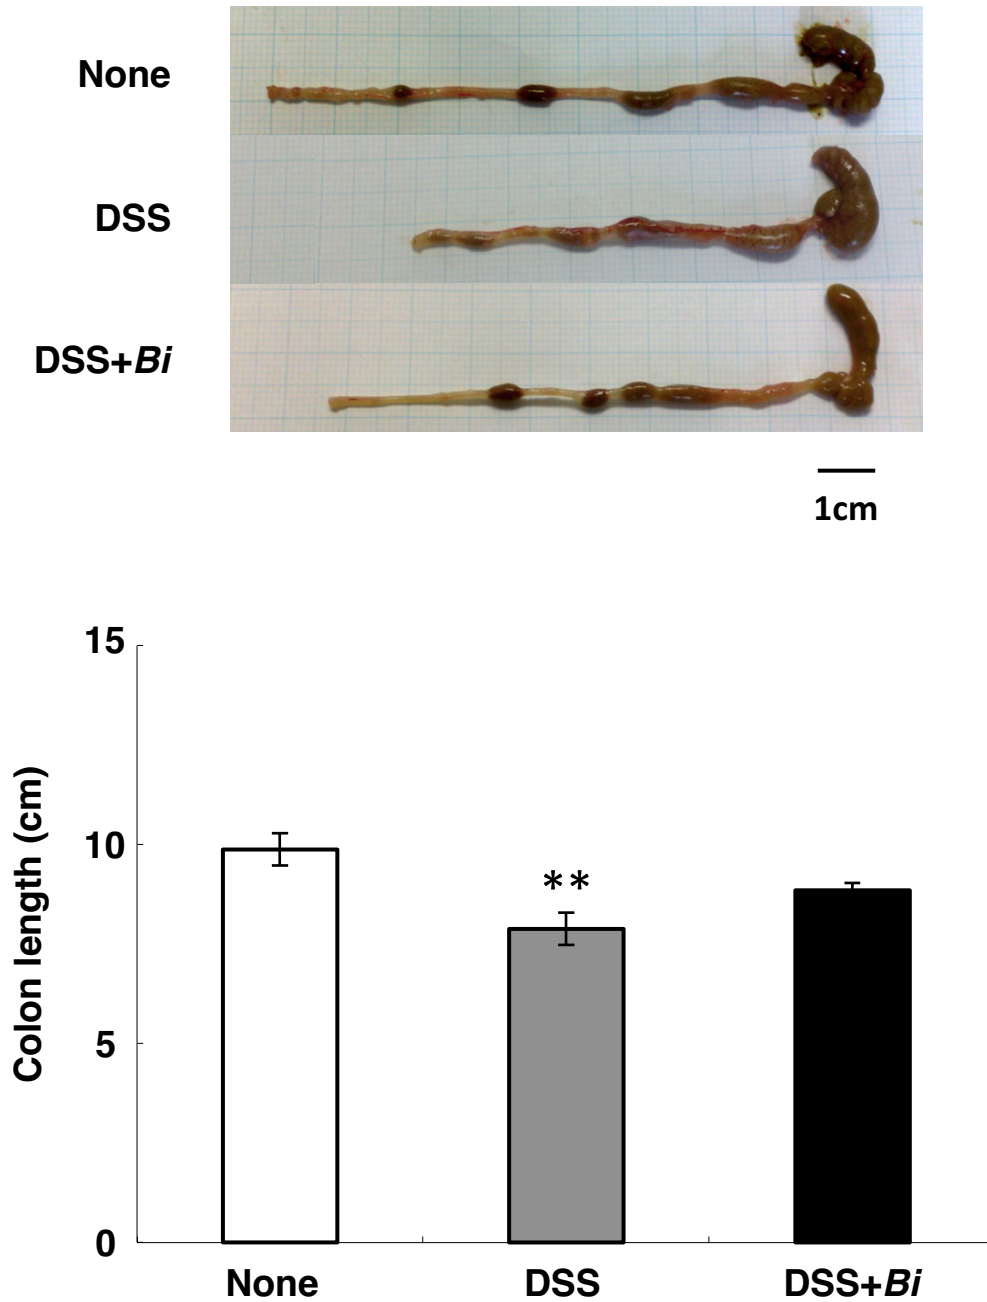 None
DSS
DSS+Bi
1cm
15
10
5
0
Colon length (cm)
**
None
DSS
DSS+Bi